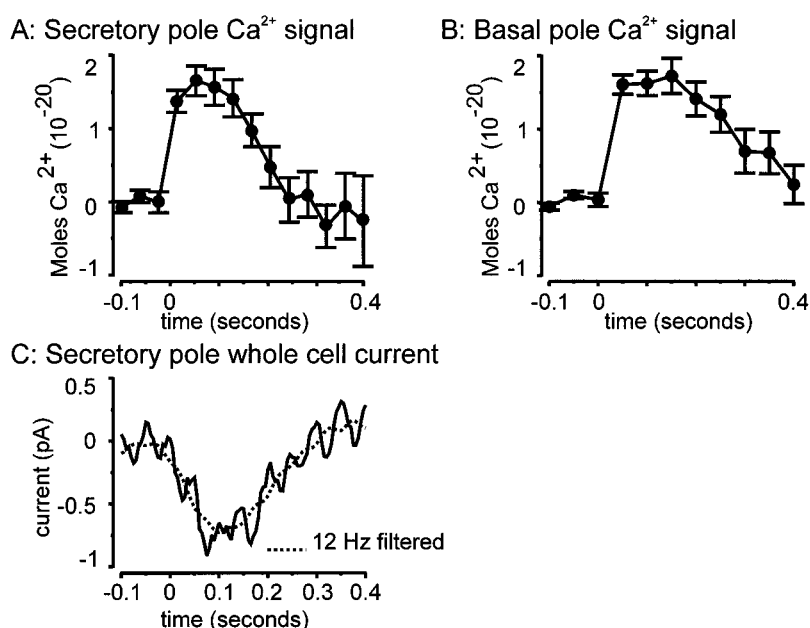 A: Secretory pole Ca²⁺ signal
Moles Ca²⁺ (10⁻²⁰)
2
1
0
-1
-0.1 0 0.4
time (seconds)
B: Basal pole Ca²⁺ signal
Moles Ca²⁺ (10⁻²⁰)
2
1
0
-1
-0.1 0 0.4
time (seconds)
C: Secretory pole whole cell current
current (pA)
0.5
0
-0.5
-1
12 Hz filtered
-0.1 0 0.1 0.2 0.3 0.4
time (seconds)